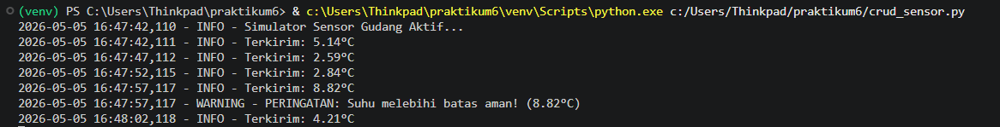 (venv) PS C:\Users\Thinkpad\praktikum6> & c:\Users\Thinkpad\praktikum6\venv\Scripts\python.exe c:/Users/Thinkpad/praktikum6/crud_sensor.py
2026-05-05 16:47:42,110 - INFO - Simulator Sensor Gudang Aktif...
2026-05-05 16:47:42,111 - INFO - Terkirim: 5.14°C
2026-05-05 16:47:47,112 - INFO - Terkirim: 2.59°C
2026-05-05 16:47:52,115 - INFO - Terkirim: 2.84°C
2026-05-05 16:47:57,117 - INFO - Terkirim: 8.82°C
2026-05-05 16:47:57,117 - WARNING - PERINGATAN: Suhu melebihi batas aman! (8.82°C)
2026-05-05 16:48:02,118 - INFO - Terkirim: 4.21°C